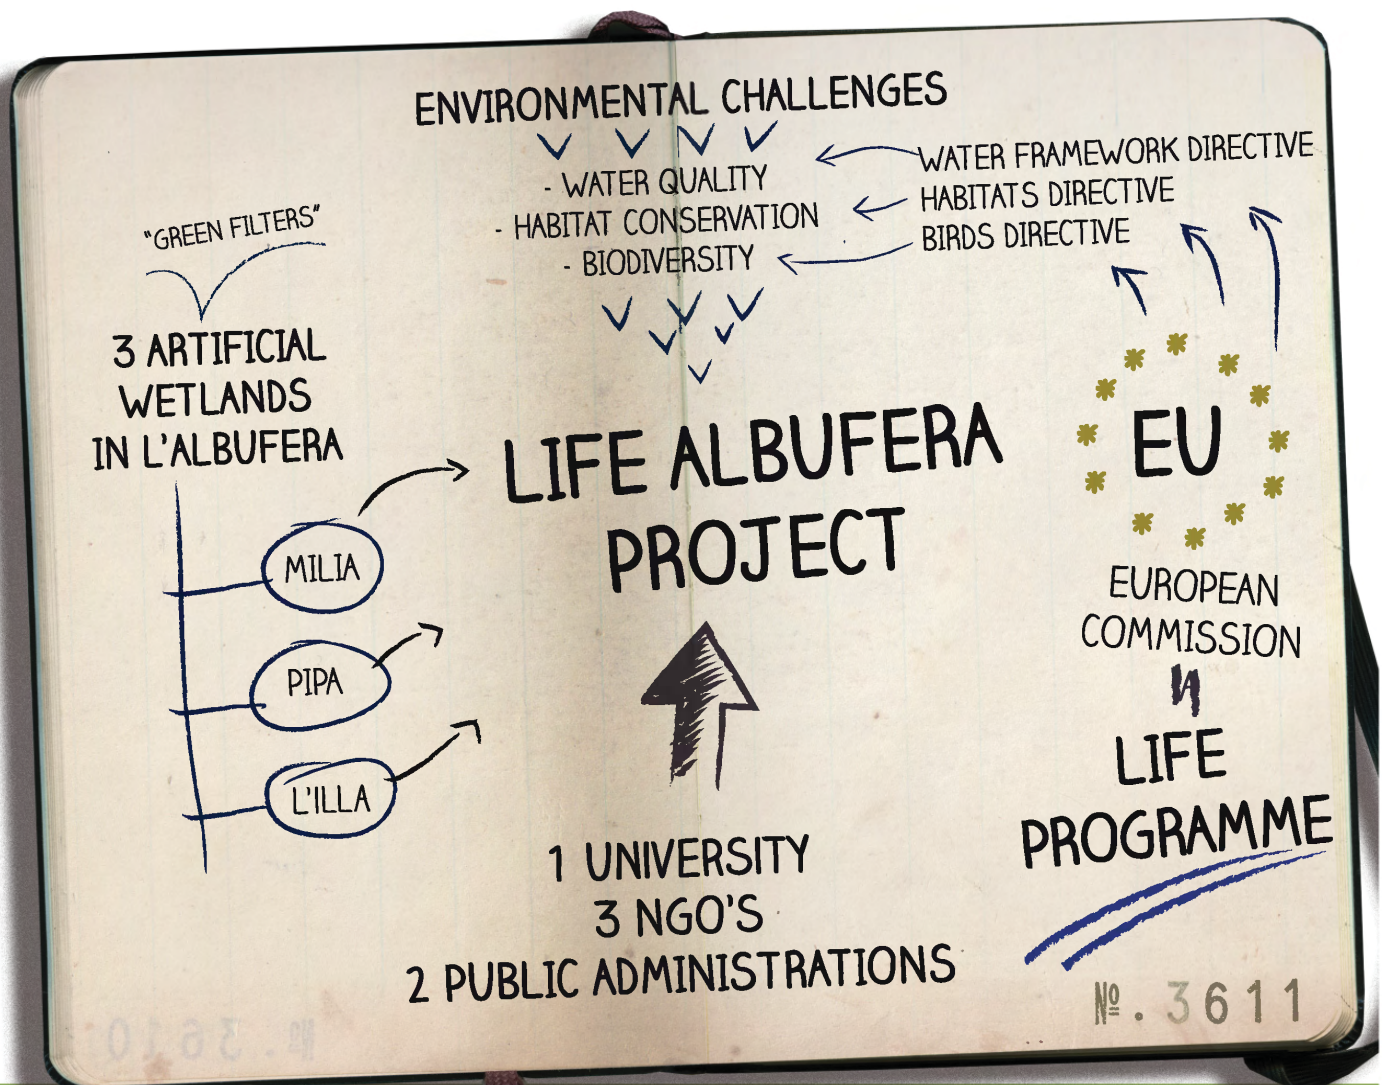 ENVIRONMENTAL CHALLENGES
- WATER QUALITY
- HABITAT CONSERVATION
- BIODIVERSITY
WATER FRAMEWORK DIRECTIVE
HABITATS DIRECTIVE
BIRDS DIRECTIVE
"GREEN FILTERS"
3 ARTIFICIAL
WETLANDS
IN L'ALBUFERA
MILIA
PIPA
L'ILLA
LIFE ALBUFERA
PROJECT
1 UNIVERSITY
3 NGO'S
2 PUBLIC ADMINISTRATIONS
EU
EUROPEAN
COMMISSION
LIFE
PROGRAMME
Nº. 3611
Nº. 3610